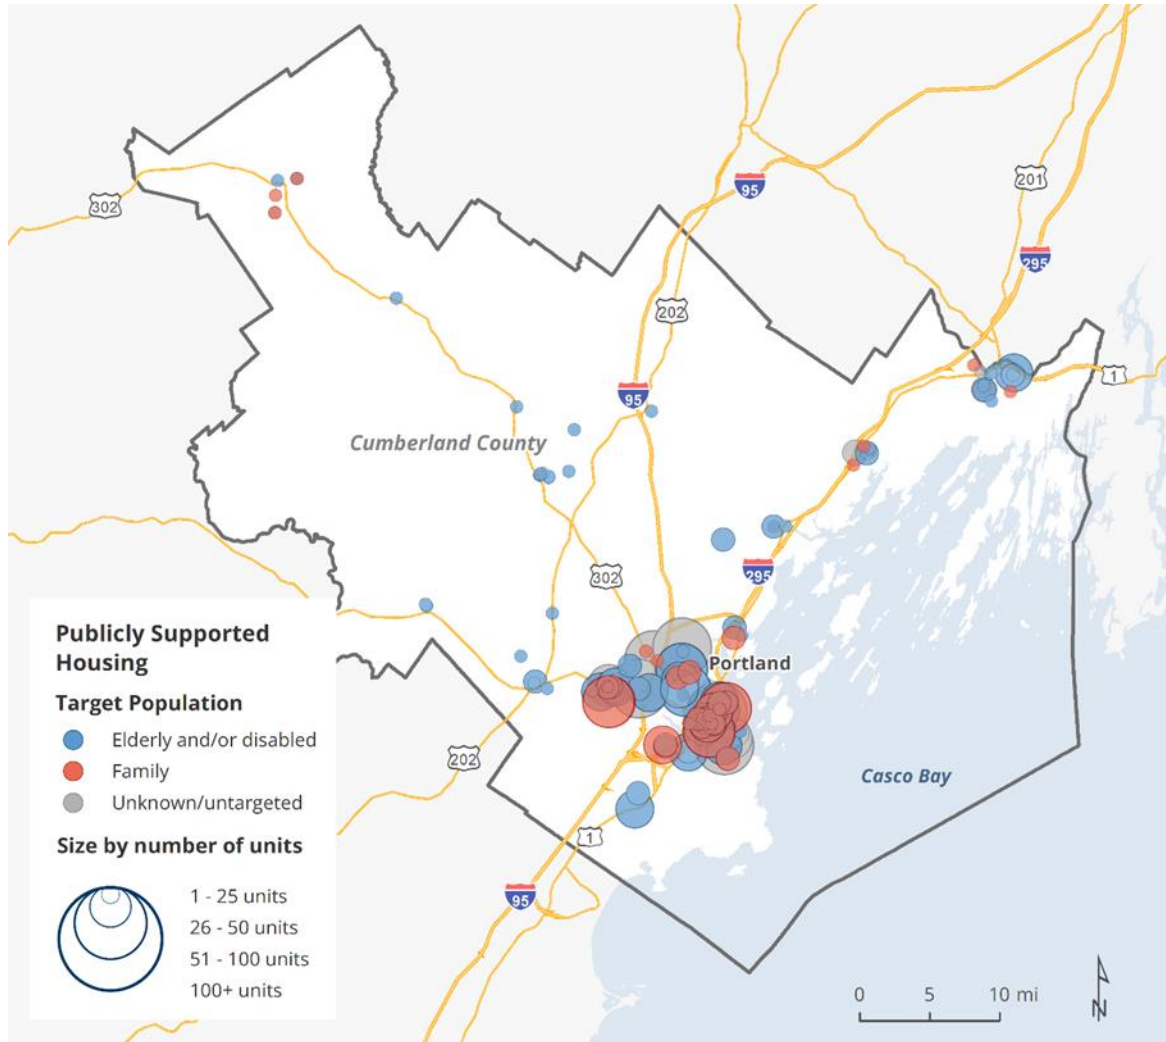 95
201
302
295
202
1
95
Cumberland County
302
295
Portland
Publicly Supported
Housing
Target Population
Elderly and/or disabled
Family
Unknown/untargeted
202
Casco Bay
Size by number of units
1
1 - 25 units
26 - 50 units
51 - 100 units
100+ units
95
0 5 10 mi
N